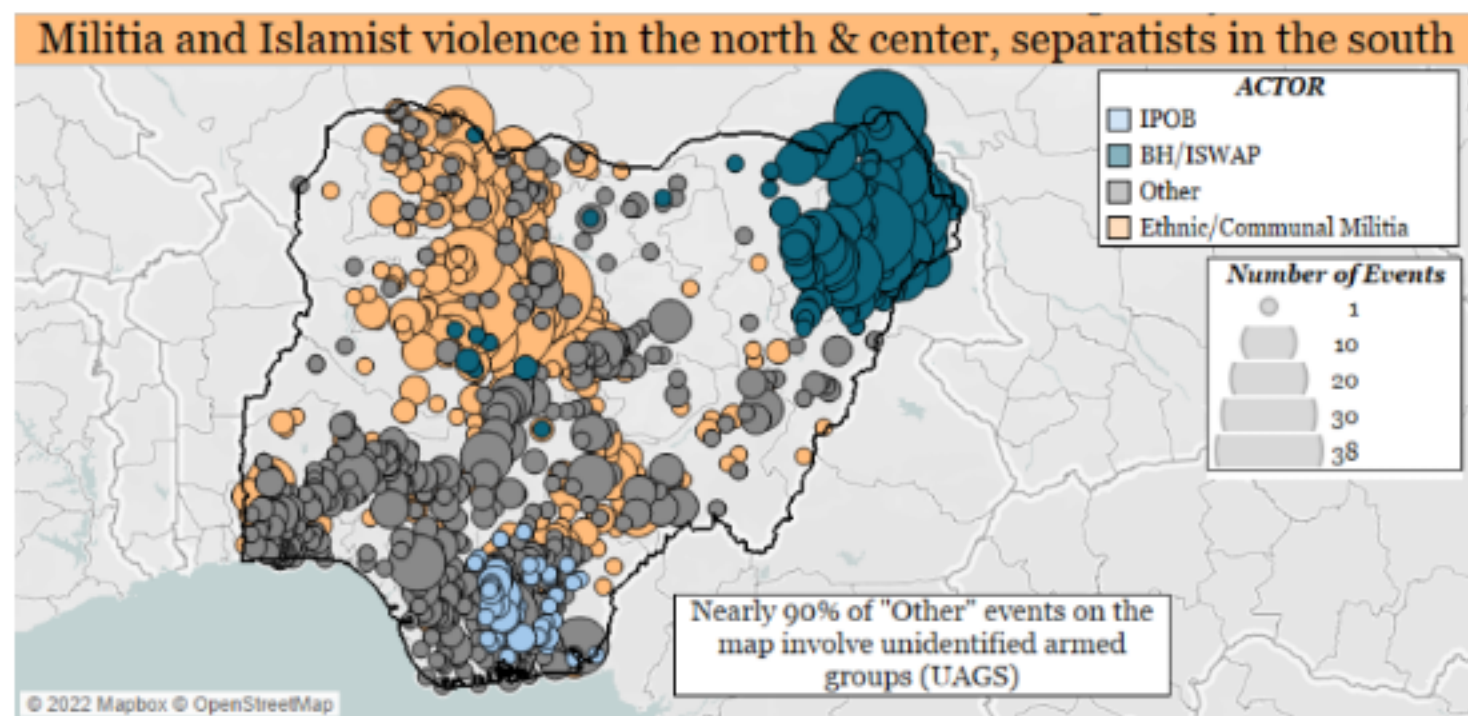 Militia and Islamist violence in the north & center, separatists in the south
ACTOR
IPOB
BH/ISWAP
Other
Ethnic/Communal Militia
Number of Events
1
10
20
30
38
Nearly 90% of "Other" events on the
map involve unidentified armed
groups (UAGS)
© 2022 Mapbox © OpenStreetMap